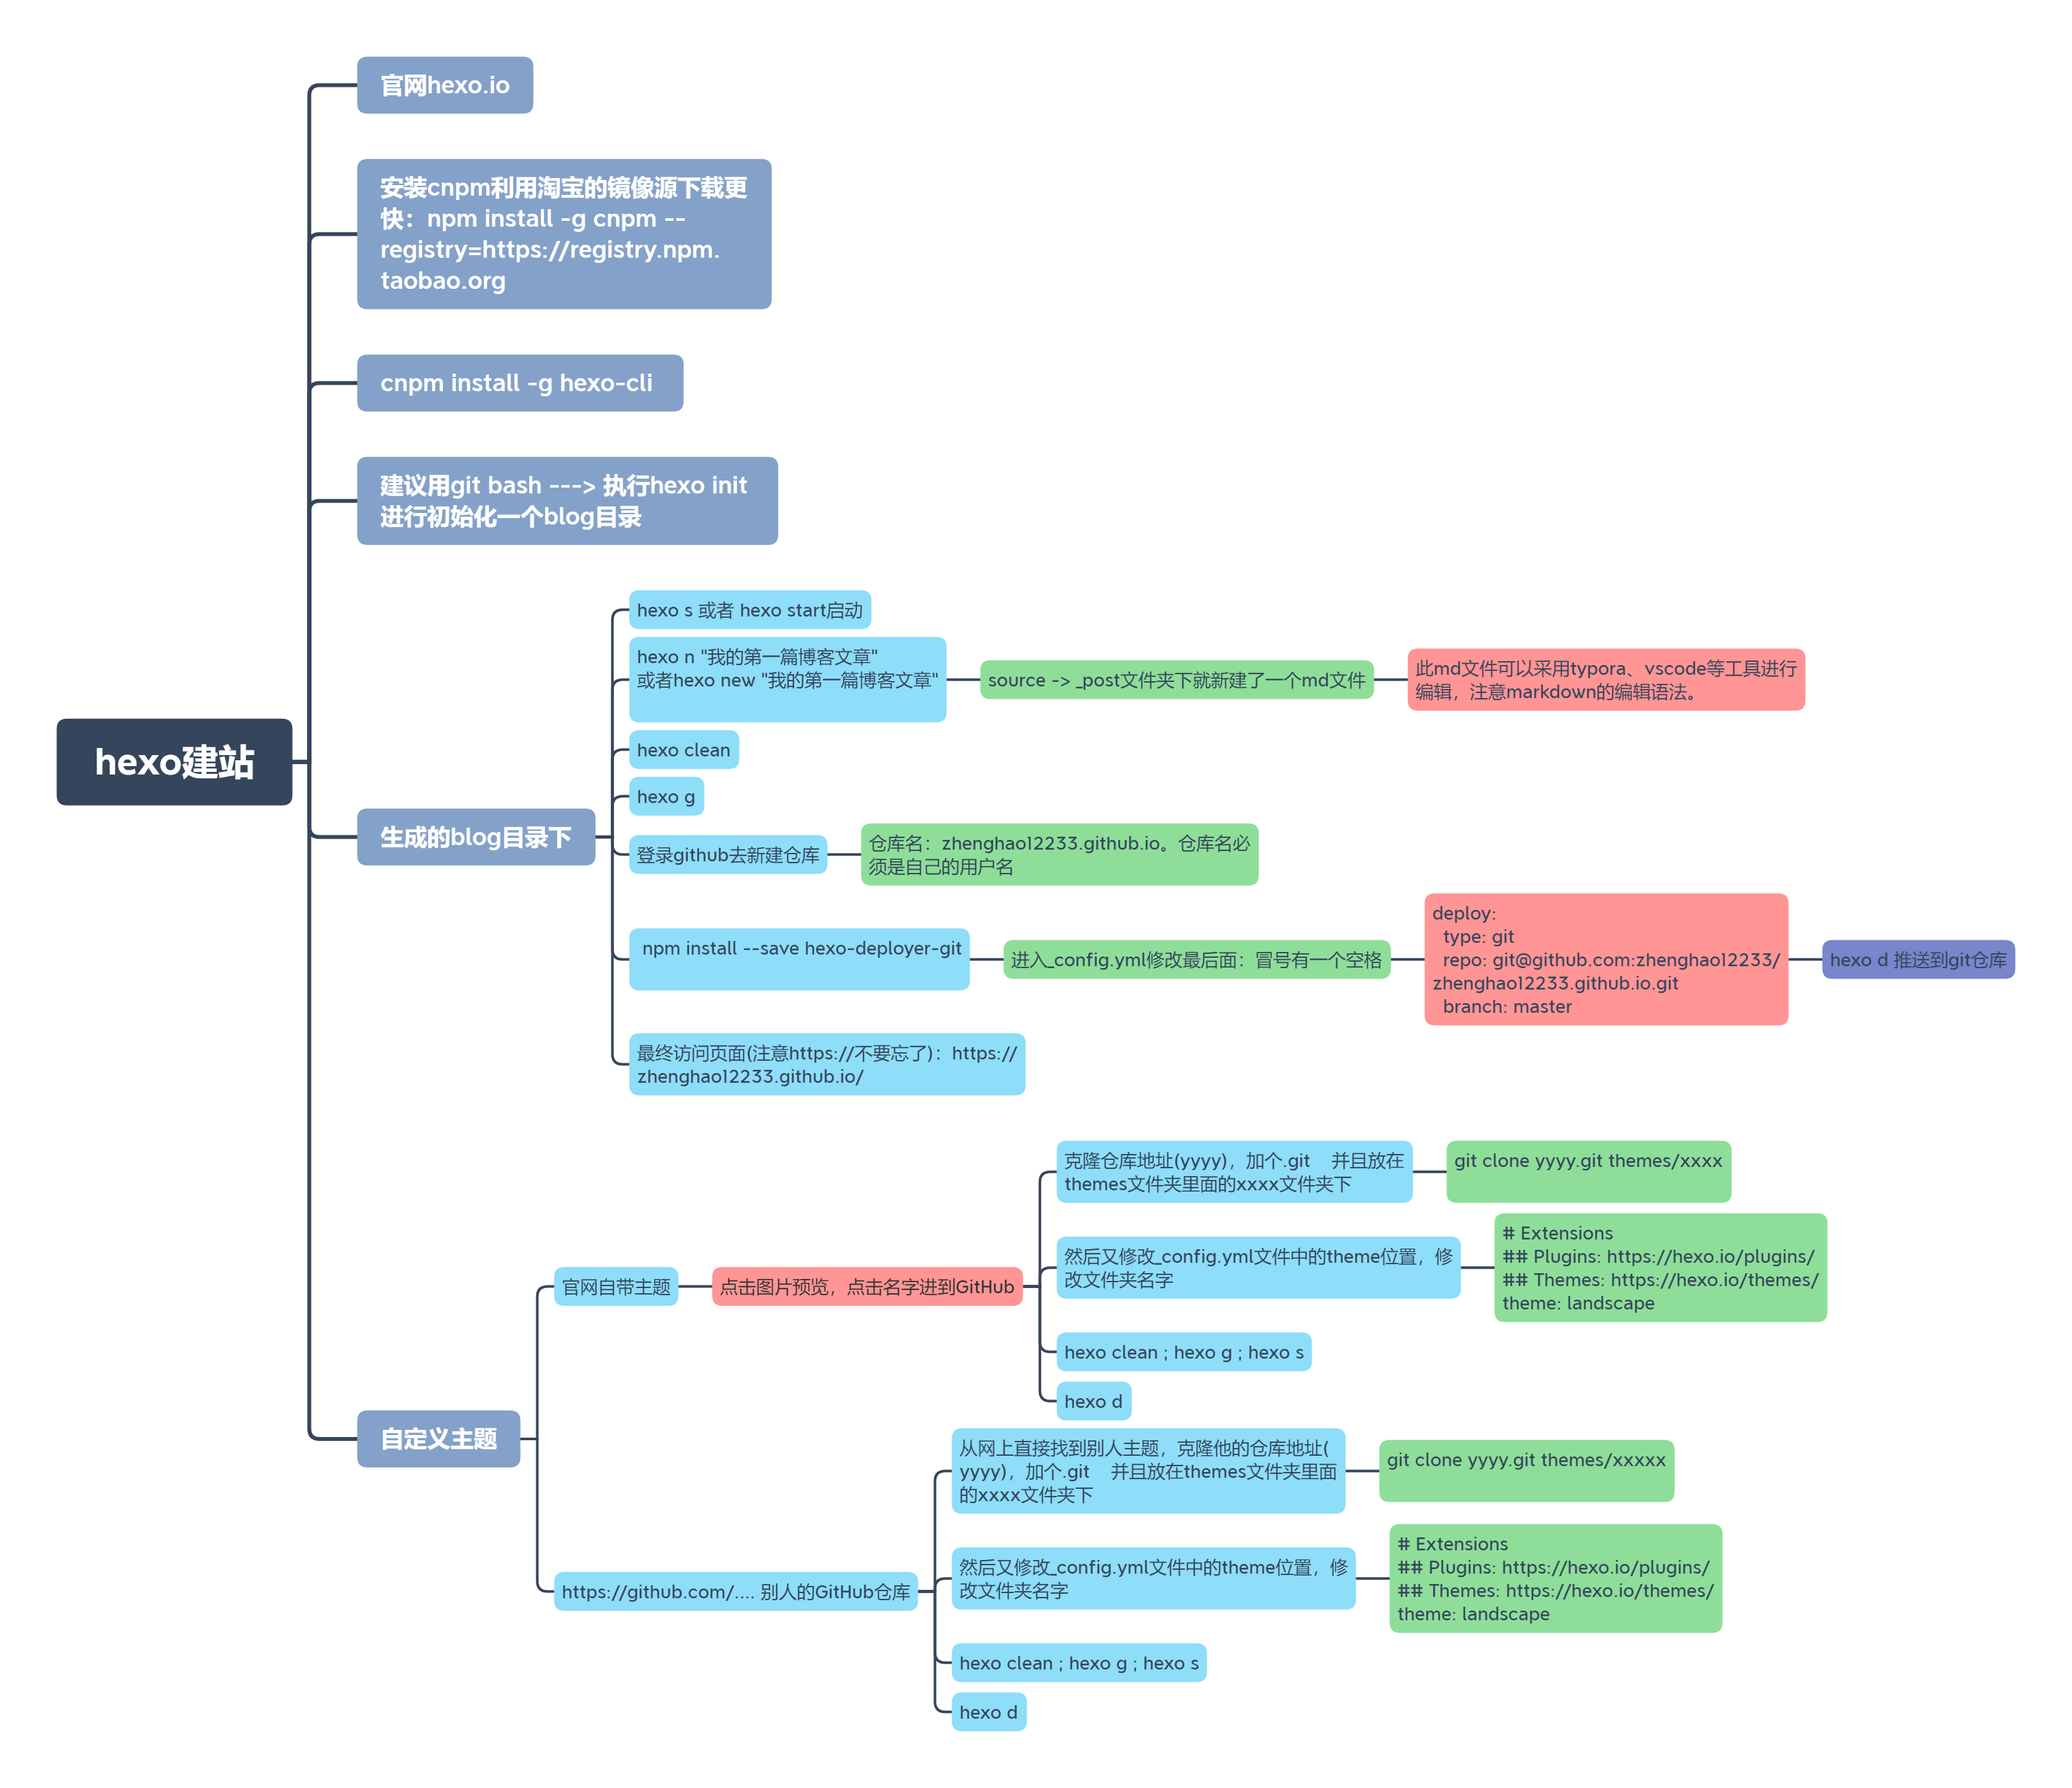 官网hexo.io
安装cnpm利用淘宝的镜像源下载更
快：npm install -g cnpm --
registry=https://registry.npm.
taobao.org
cnpm install -g hexo-cli
建议用git bash ---> 执行hexo init
进行初始化一个blog目录
hexo建站
生成的blog目录下
hexo s 或者 hexo start启动
hexo n "我的第一篇博客文章"
或者hexo new "我的第一篇博客文章"
source -> _post文件夹下就新建了一个md文件
此md文件可以采用typora、vscode等工具进行
编辑，注意markdown的编辑语法。
hexo clean
hexo g
登录github去新建仓库
仓库名：zhenghao12233.github.io。仓库名必
须是自己的用户名
npm install --save hexo-deployer-git
进入_config.yml修改最后面：冒号有一个空格
deploy:
  type: git
  repo: git@github.com:zhenghao12233/
zhenghao12233.github.io.git
  branch: master
hexo d 推送到git仓库
最终访问页面(注意https://不要忘了)：https://
zhenghao12233.github.io/
自定义主题
官网自带主题
点击图片预览，点击名字进到GitHub
克隆仓库地址(yyyy)，加个.git    并且放在
themes文件夹里面的xxxx文件夹下
git clone yyyy.git themes/xxxx
然后又修改_config.yml文件中的theme位置，修
改文件夹名字
# Extensions
## Plugins: https://hexo.io/plugins/
## Themes: https://hexo.io/themes/
theme: landscape
hexo clean ; hexo g ; hexo s
hexo d
https://github.com/.... 别人的GitHub仓库
从网上直接找到别人主题，克隆他的仓库地址(
yyyy)，加个.git    并且放在themes文件夹里面
的xxxx文件夹下
git clone yyyy.git themes/xxxxx
然后又修改_config.yml文件中的theme位置，修
改文件夹名字
# Extensions
## Plugins: https://hexo.io/plugins/
## Themes: https://hexo.io/themes/
theme: landscape
hexo clean ; hexo g ; hexo s
hexo d